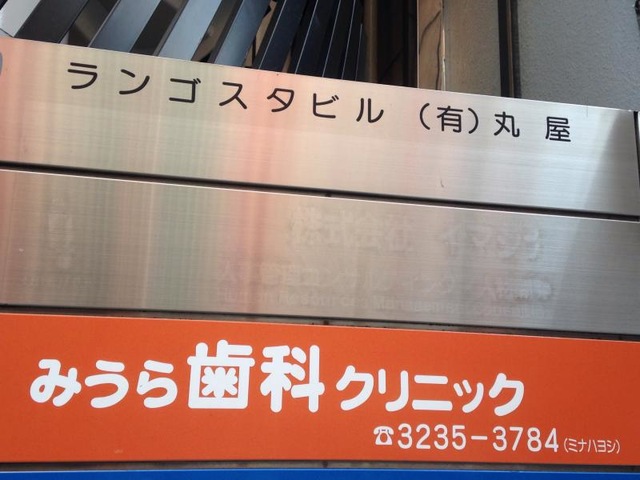 ランゴスタビル (有)丸屋
みうら歯科クリニック
☎3235-3784(ミナハヨシ)